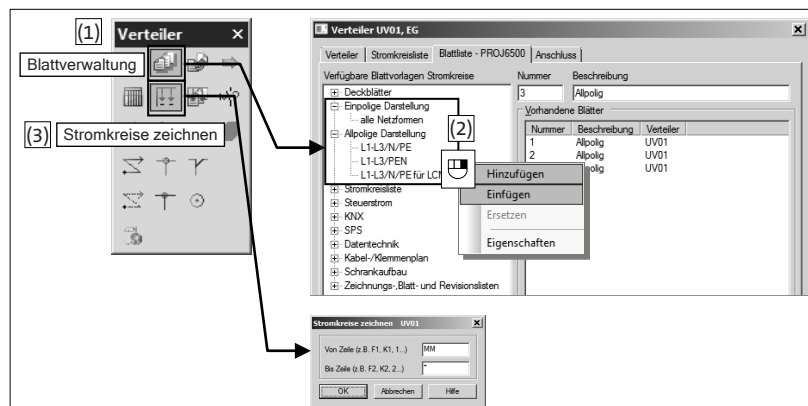 (1)
Verteiler
Blattverwaltung
(3)
Stromkreise zeichnen
Verteiler UV01, EG
Verteiler
Stromkreisliste
Blattliste - PROJ6500
Anschluss
Verfügbare Blattvorlagen Stromkreise
Deckblätter
Einpolige Darstellung
alle Netzformen
Allpolige Darstellung
L1-L3/N/PE
L1-L3/PEN
L1-L3/N/PE für LCN
Stromkreisliste
Steuerstrom
KNX
SPS
Datentechnik
Kabel-/Klemmenplan
Schrankaufbau
Zeichnungs-,Blatt- und Revisionslisten
(2)
Nummer Beschreibung
3 Allpolig
Vorhandene Blätter
Nummer Beschreibung Verteiler
1 Allpolig UV01
2 Allpolig UV01
UV01
Hinzufügen
Einfügen
Ersetzen
Eigenschaften
Stromkreise zeichnen UV01
Von Zeile (z.B. F1, K1, 1...) MM
Bis Zeile (z.B. F2, K2, 2...) *
OK Abbrechen Hilfe